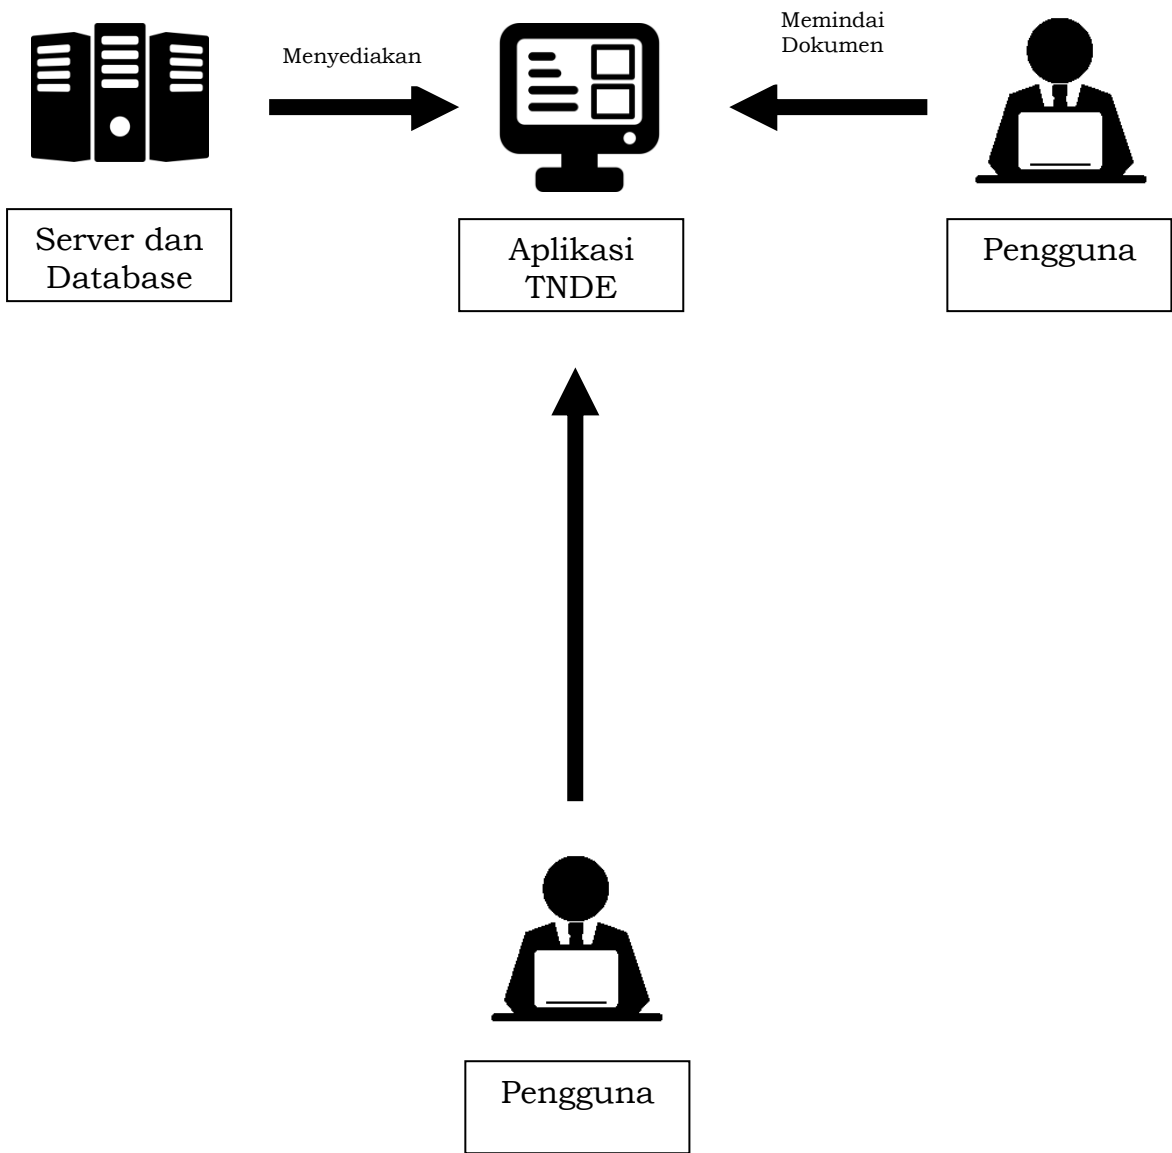 Menyediakan
Memindai
Dokumen
Server dan
Database
Aplikasi
TNDE
Pengguna
Pengguna